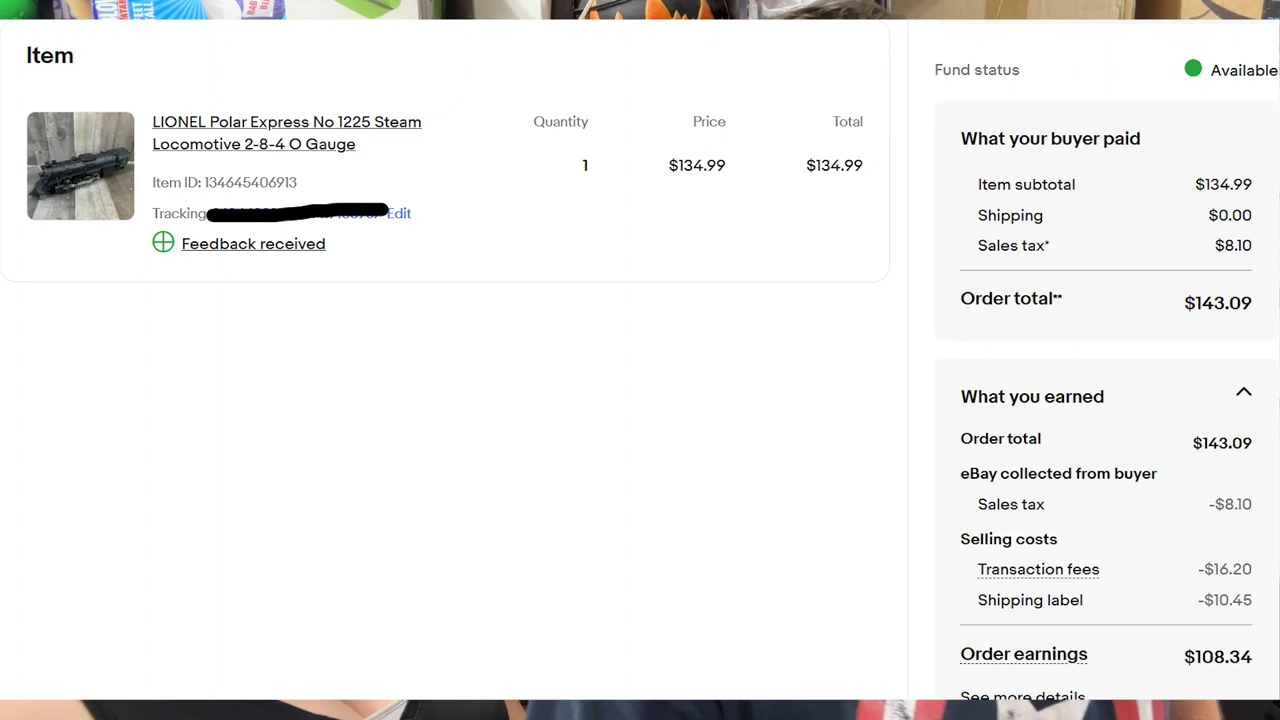 Item
LIONEL Polar Express No 1225 Steam
Locomotive 2-8-4 O Gauge
Item ID: 134645406913
Tracking
Edit
Feedback received
Quantity Price Total
1 $134.99 $134.99
Fund status Available
What your buyer paid
Item subtotal $134.99
Shipping $0.00
Sales tax* $8.10
Order total** $143.09
What you earned
Order total $143.09
eBay collected from buyer
Sales tax -$8.10
Selling costs
Transaction fees -$16.20
Shipping label -$10.45
Order earnings $108.34
See more details